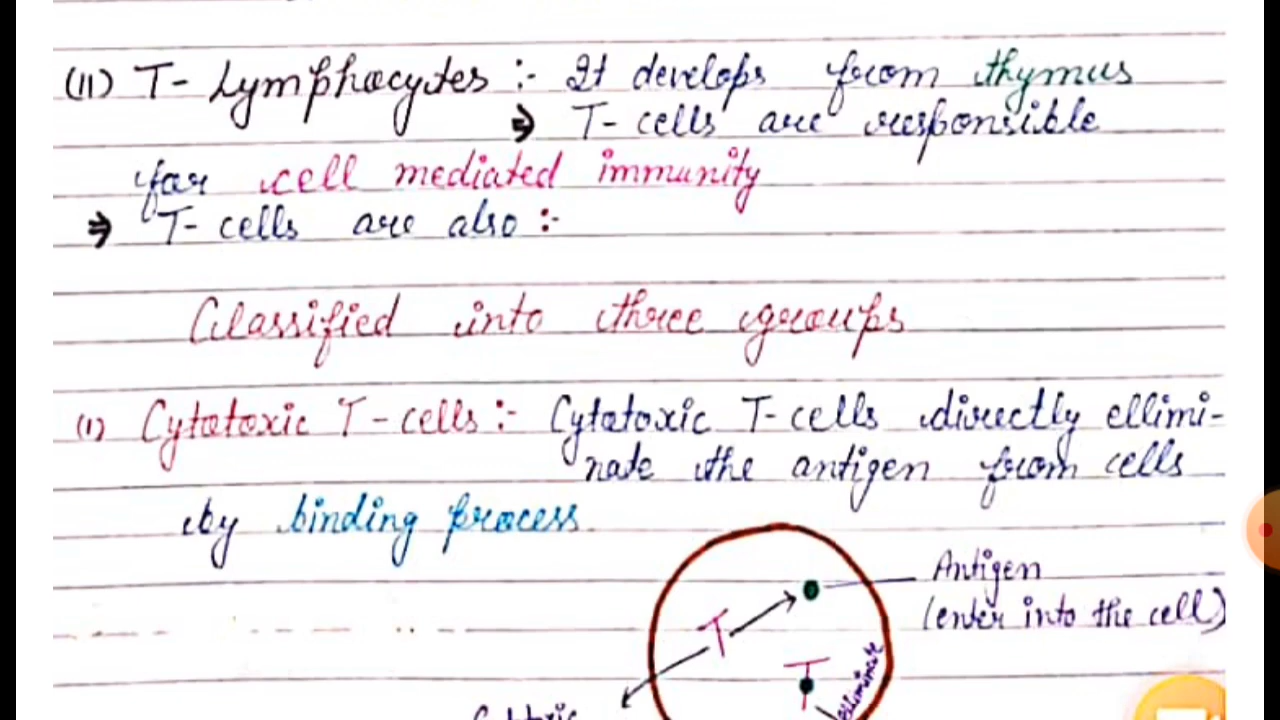 (II) T- Lymphocytes :- It develops from thymus
⇒ T- cells are responsible
for cell mediated immunity
⇒ T- cells are also :-
Classified into three groups
(1) Cytotoxic T-cells :- Cytotoxic T-cells directly ellimi-
nate the antigen from cells
by binding process.
Antigen
(enter into the cell)
T
T
elliminate